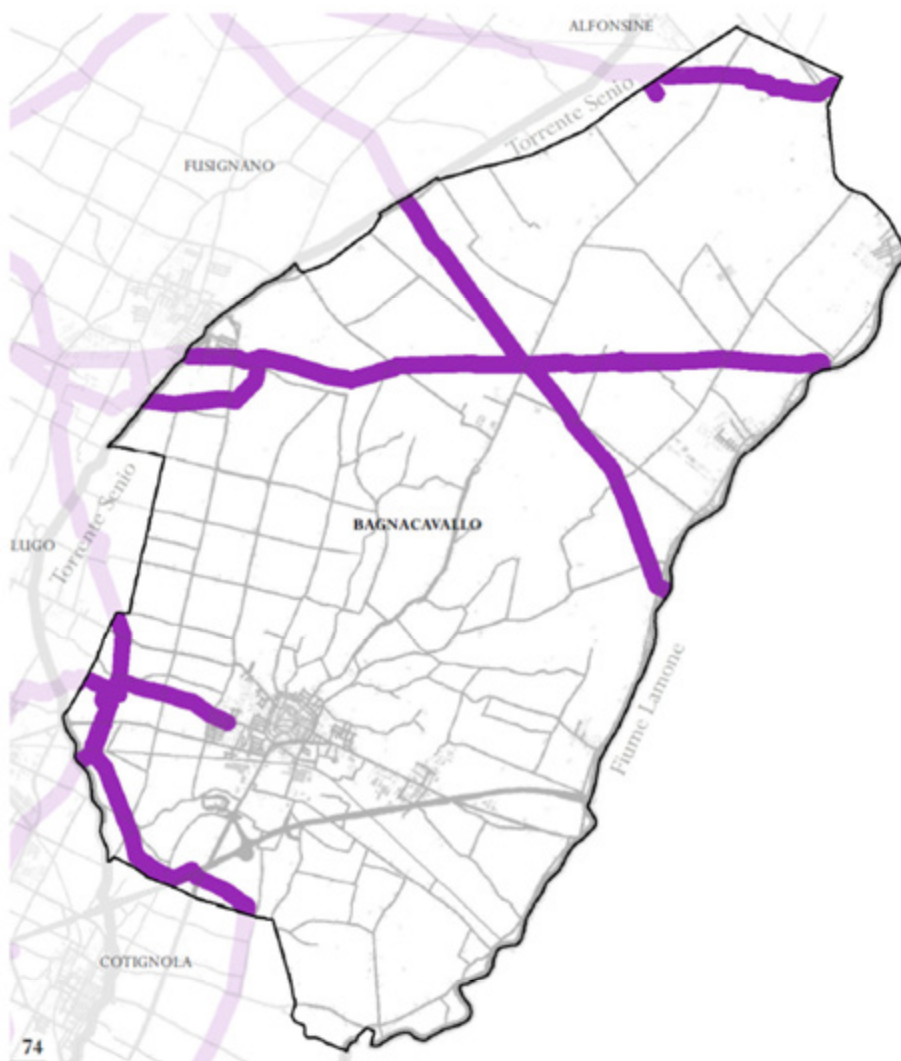 ALFONSINE
Torrente Senio
FUSIGNANO
BAGNACAVALLO
LUGO
Torrente Senio
Fiume Lamone
COTIGNOLA
74